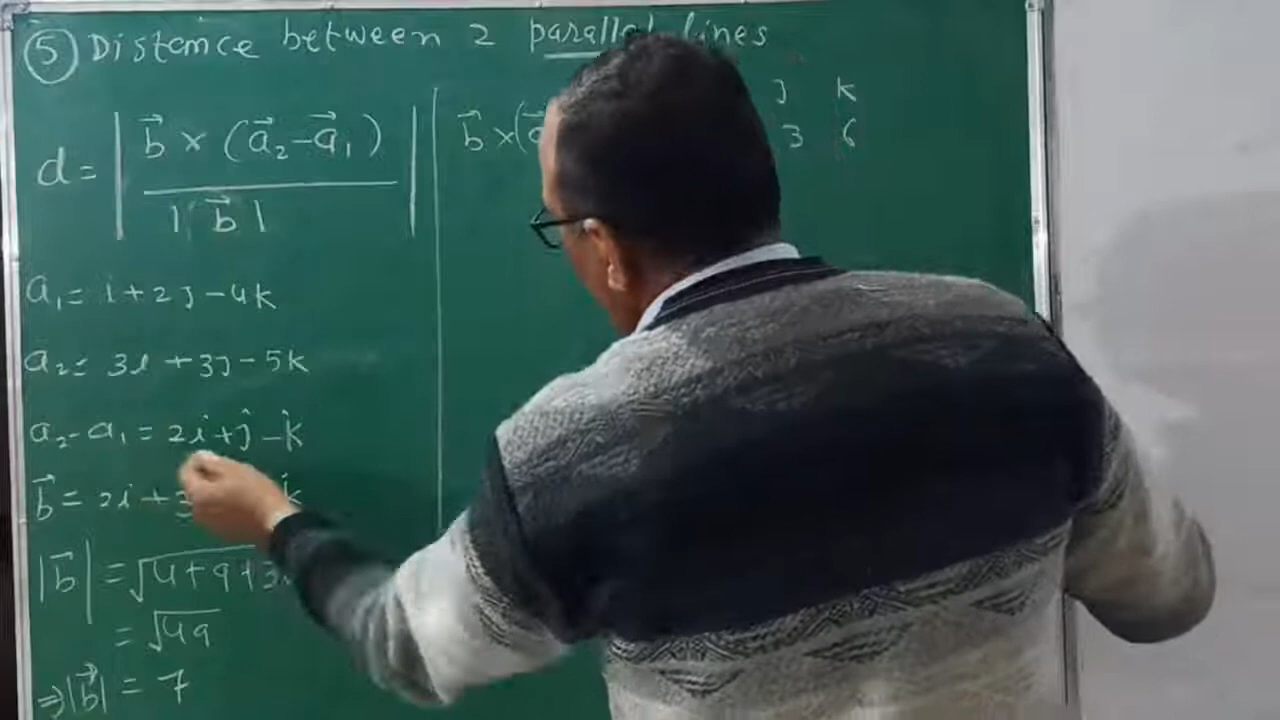 ⑤ Distance between 2 lines
d = | b⃗ × (a⃗₂ - a⃗₁) / |b⃗| |
a₁ = i + 2j - 4k
a₂ = 3i + 3j - 5k
a₂ - a₁ = 2i + ĵ - k̂
b⃗ = 2i + 3 k̂
|b⃗| = √4 + 9 + 3
= √49
⇒ |b⃗| = 7
b⃗ × (a⃗
j k
3 6